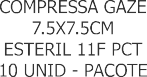 COMPRESSA GAZE
7.5X7.5CM
ESTERIL 11F PCT
10 UNID - PACOTE